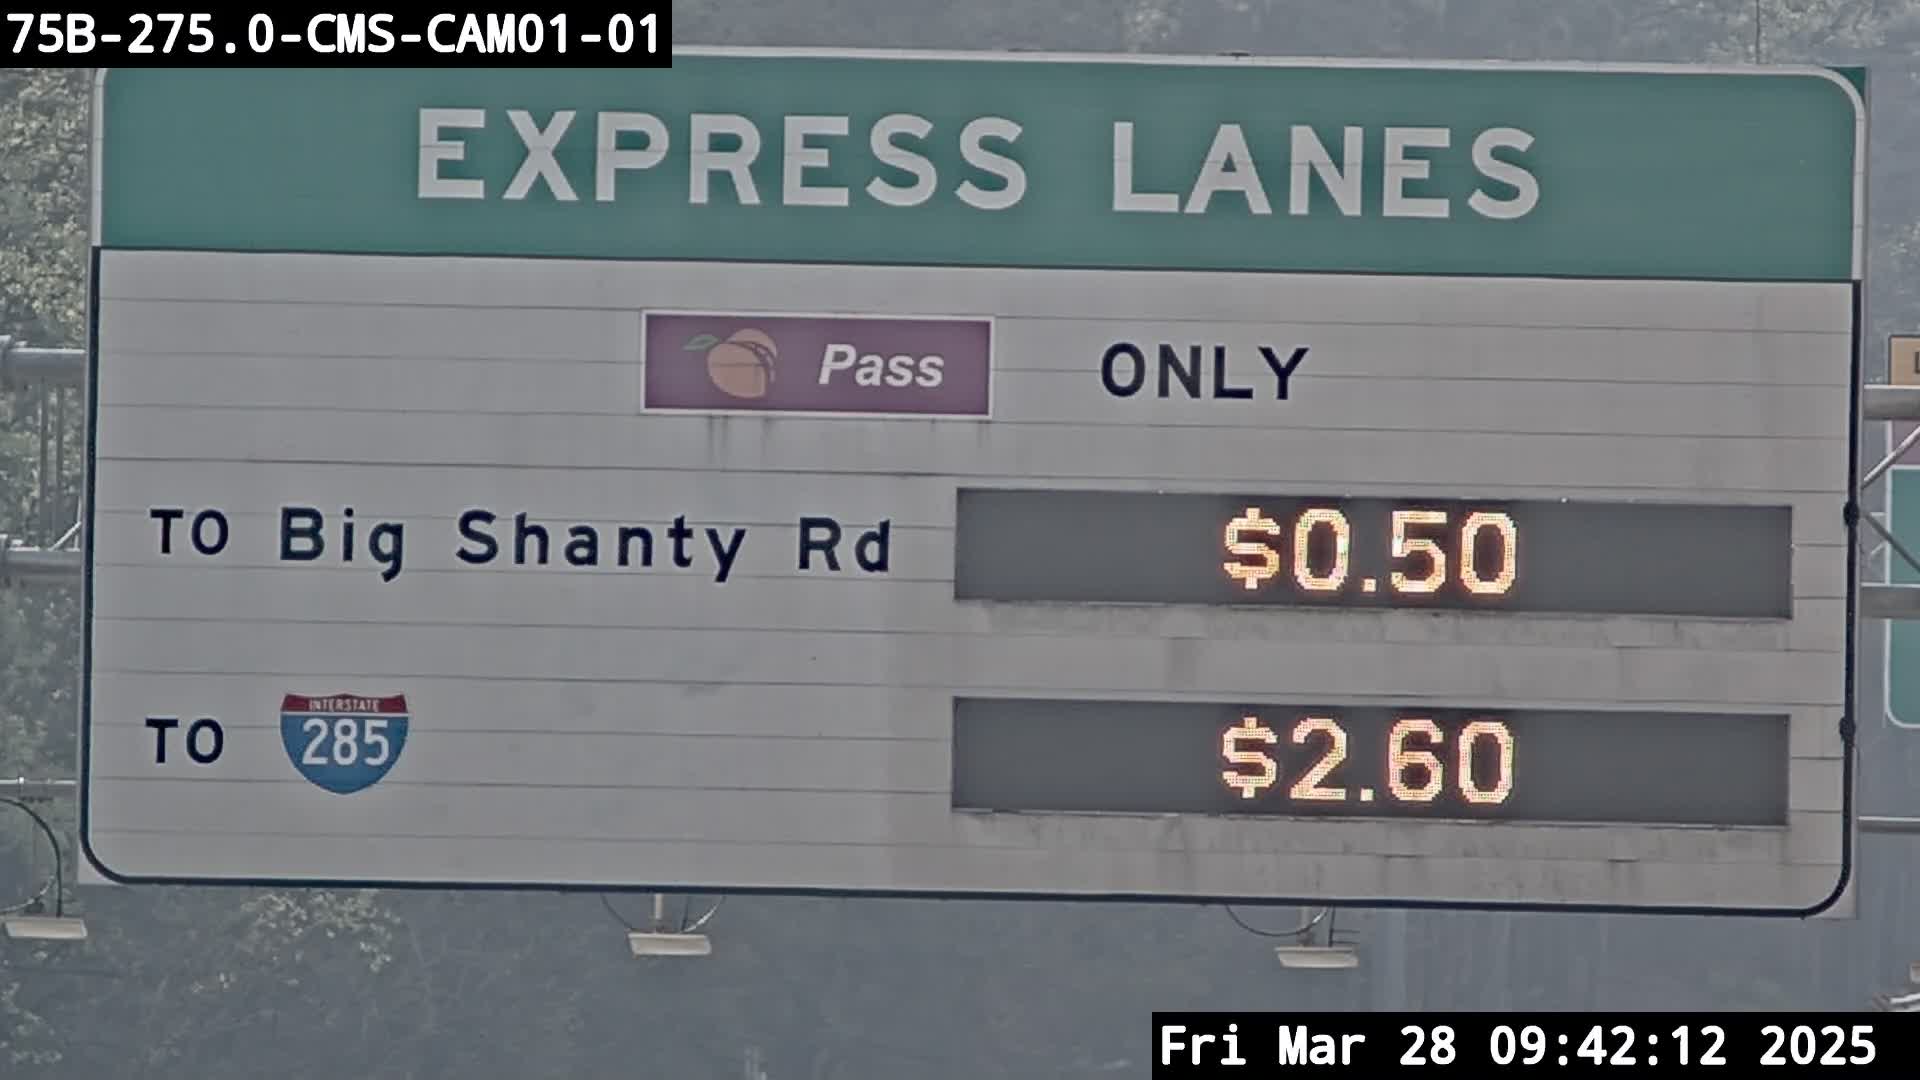 75B-275.0-CMS-CAM01-01
EXPRESS LANES
Pass ONLY
TO Big Shanty Rd $0.50
TO INTERSTATE 285 $2.60
Fri Mar 28 09:42:12 2025